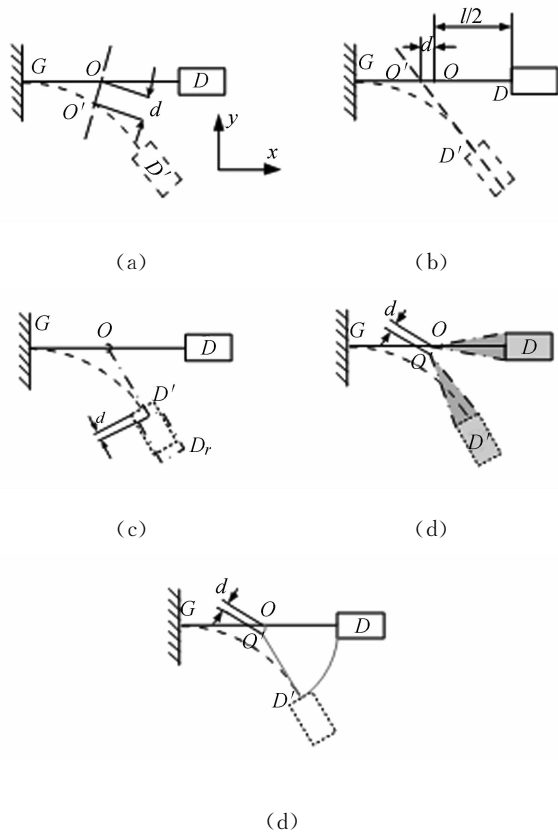 G O D
O' d
D'
y
x
(a)
l/2
d
G O' O D
D'
(b)
G O D
D'
d
Dr
(c)
d
G O D
O
D'
(d)
d
G O D
O'
D'
(d)